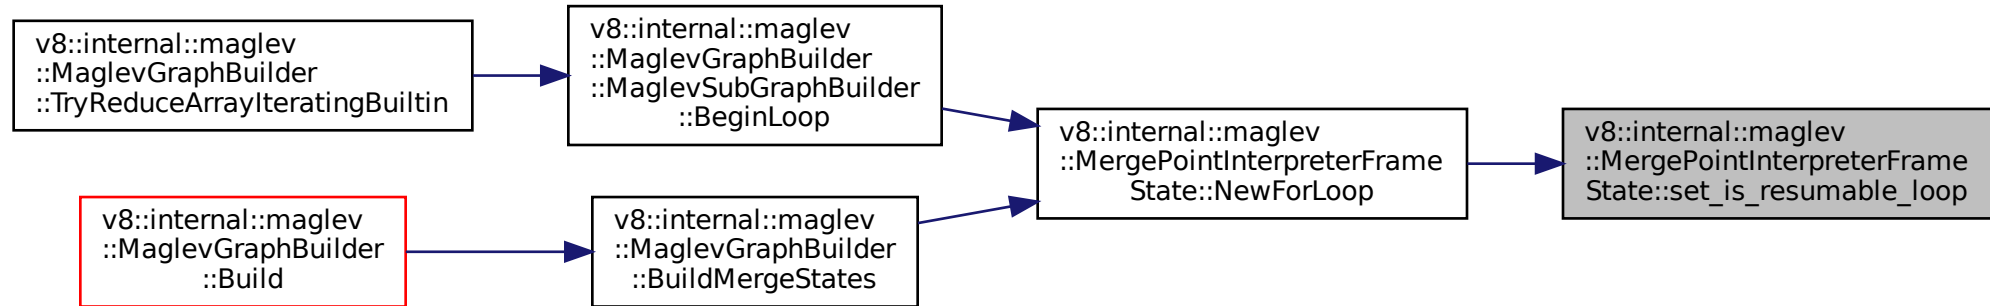 v8::internal::maglev
::MaglevGraphBuilder
::TryReduceArrayIteratingBuiltin
v8::internal::maglev
::MaglevGraphBuilder
::MaglevSubGraphBuilder
::BeginLoop
v8::internal::maglev
::MergePointInterpreterFrame
State::NewForLoop
v8::internal::maglev
::MergePointInterpreterFrame
State::set_is_resumable_loop
v8::internal::maglev
::MaglevGraphBuilder
::Build
v8::internal::maglev
::MaglevGraphBuilder
::BuildMergeStates